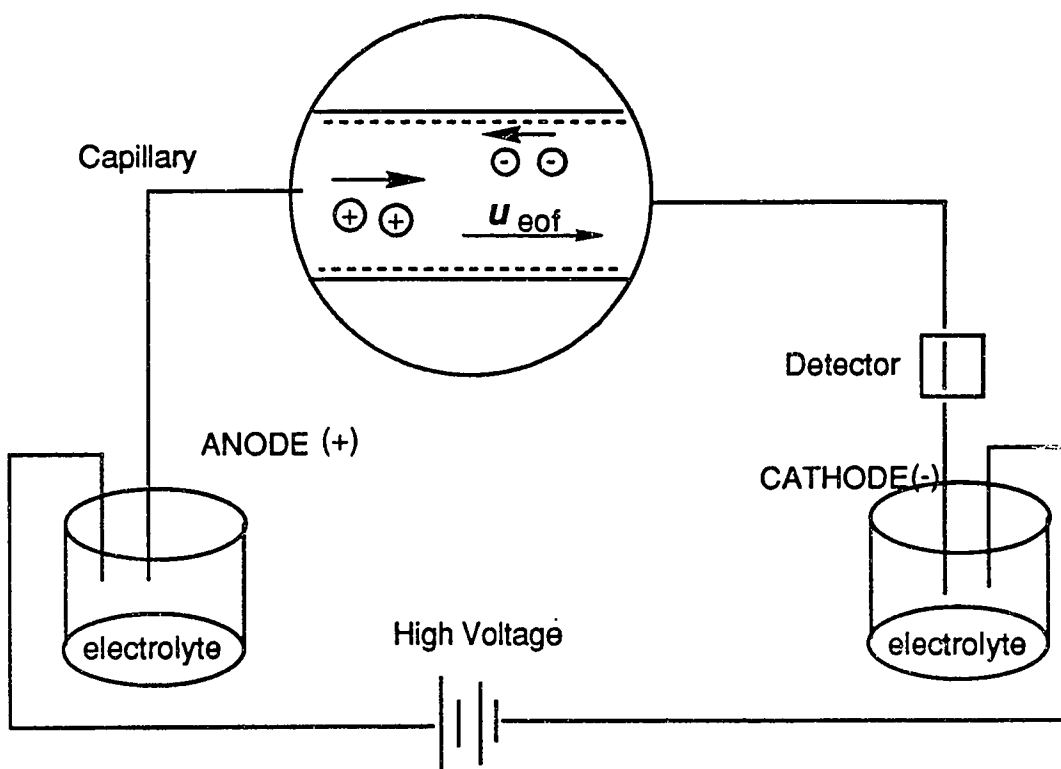 Capillary
+ +
- -
u eof
Detector
ANODE (+)
CATHODE(-)
electrolyte
High Voltage
electrolyte